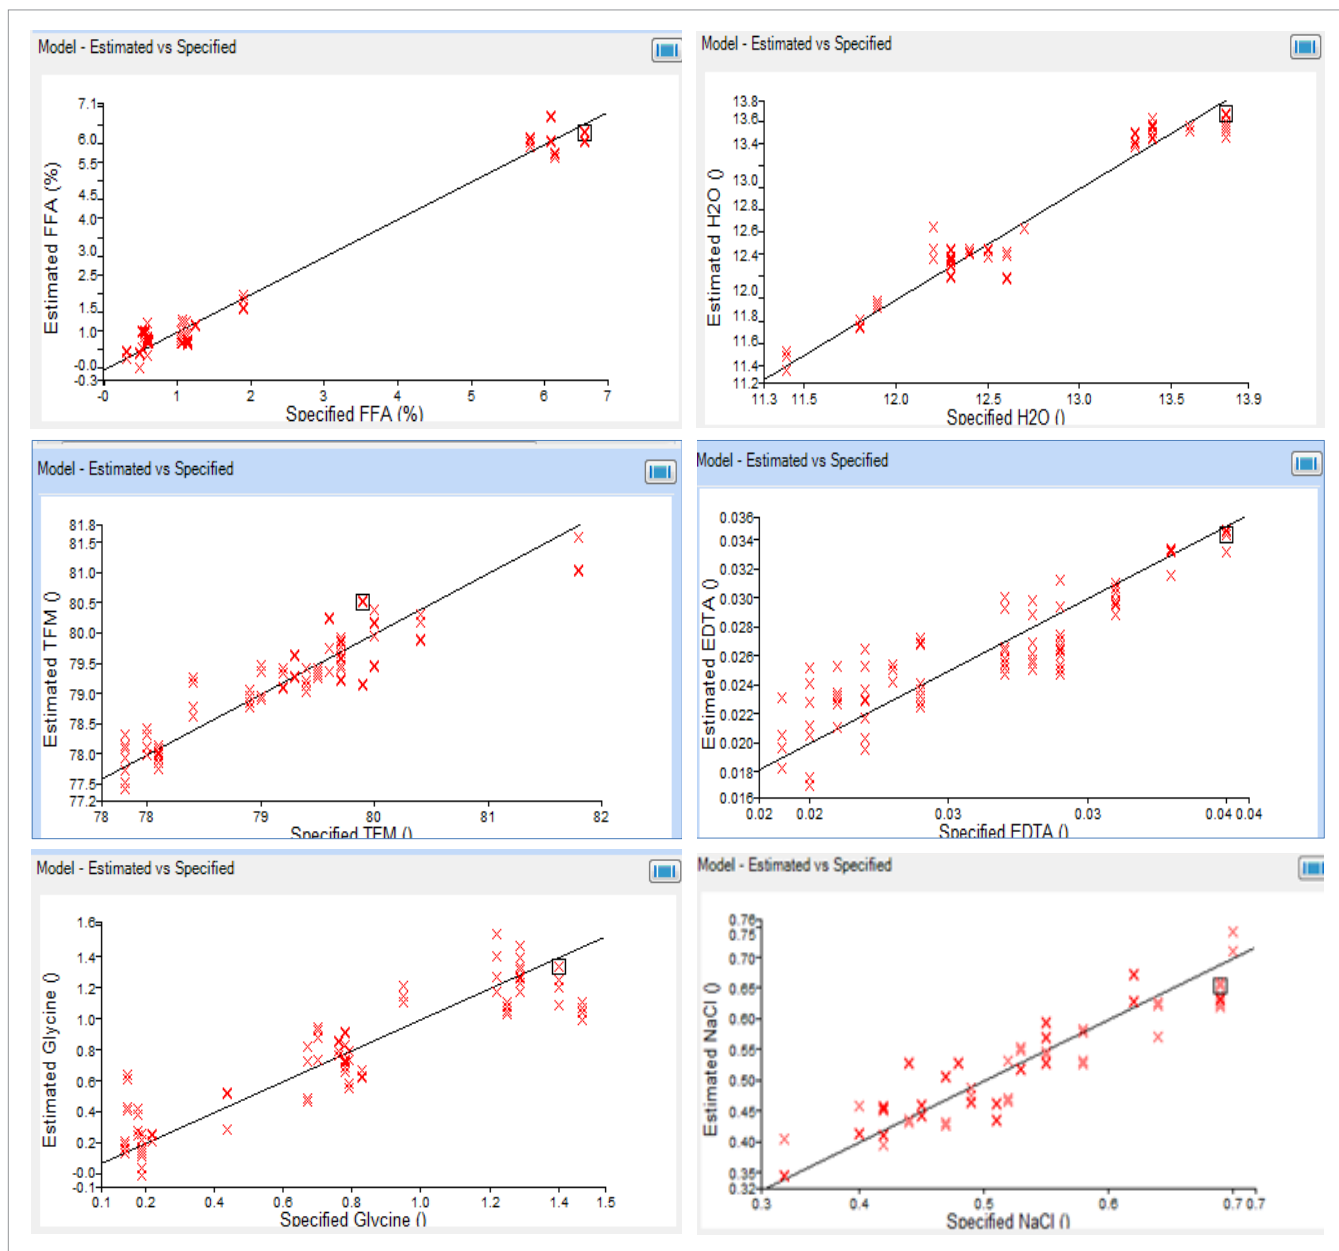 Model - Estimated vs Specified
7.1
6.0
5.5
4.5
4.0
3.0
2.5
1.5
1.0
-0.0
-0.3
Estimated FFA (%)
-0 1 2 3 4 5 6 7
Specified FFA (%)
Model - Estimated vs Specified
13.8
13.6
13.4
13.0
12.8
12.4
12.0
11.8
11.6
11.4
11.2
Estimated H2O ()
11.3 11.5 12.0 12.5 13.0 13.5 13.9
Specified H2O ()
Model - Estimated vs Specified
81.8
81.5
81.0
80.5
80.0
79.5
79.0
78.5
78.0
77.5
77.2
Estimated TFM ()
78 78 79 80 81 82
Specified TFM ()
Model - Estimated vs Specified
0.036
0.034
0.032
0.030
0.028
0.026
0.024
0.022
0.020
0.018
0.016
Estimated EDTA ()
0.02 0.02 0.03 0.03 0.04 0.04
Specified EDTA ()
Model - Estimated vs Specified
1.6
1.4
1.2
1.0
0.8
0.6
0.4
0.2
-0.0
-0.1
Estimated Glycine ()
0.1 0.2 0.4 0.6 0.8 1.0 1.2 1.4 1.5
Specified Glycine ()
Model - Estimated vs Specified
0.76
0.75
0.70
0.65
0.60
0.55
0.50
0.45
0.40
0.35
0.32
Estimated NaCl ()
0.3 0.4 0.5 0.6 0.7 0.7
Specified NaCl ()